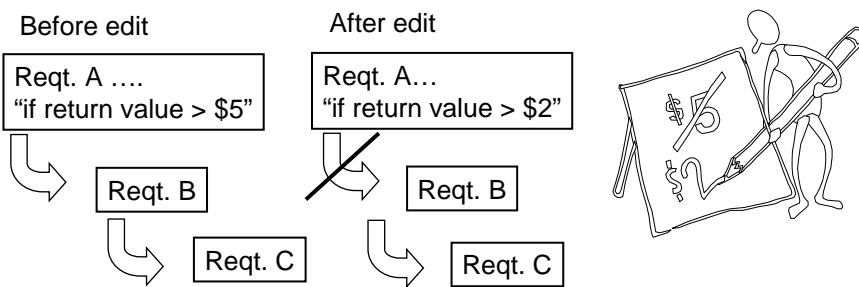 Before edit
Reqt. A ....
“if return value > $5”
Reqt. B
Reqt. C
After edit
Reqt. A...
“if return value > $2”
Reqt. B
Reqt. C
$5
$2